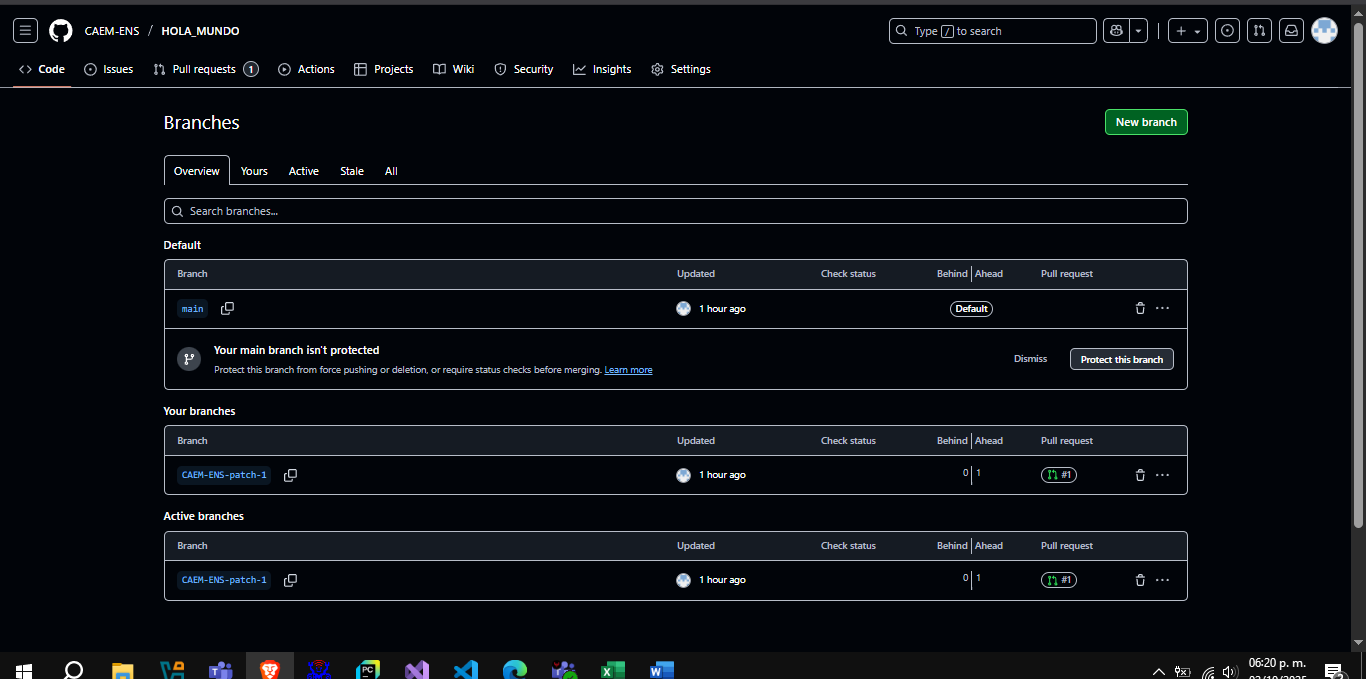 CAEM-ENS / HOLA_MUNDO
Type / to search
Code Issues Pull requests 1 Actions Projects Wiki Security Insights Settings
Branches
New branch
Overview Yours Active Stale All
Search branches...
Default
Branch Updated Check status Behind Ahead Pull request
main 1 hour ago Default
Your main branch isn't protected
Protect this branch from force pushing or deletion, or require status checks before merging. Learn more
Dismiss
Protect this branch
Your branches
Branch Updated Check status Behind Ahead Pull request
CAEM-ENS-patch-1 1 hour ago 0 1 #1
Active branches
Branch Updated Check status Behind Ahead Pull request
CAEM-ENS-patch-1 1 hour ago 0 1 #1
06:20 p. m.